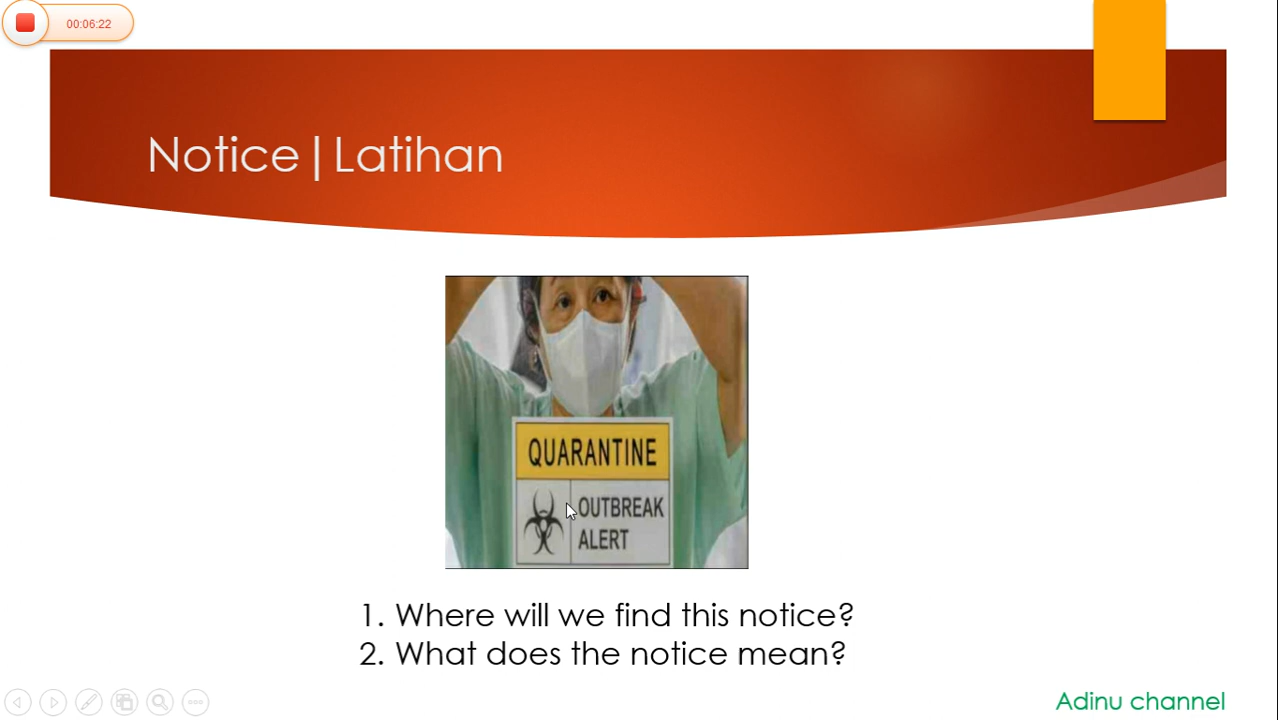 00:06:22
Notice|Latihan
QUARANTINE
OUTBREAK
ALERT
1. Where will we find this notice?
2. What does the notice mean?
Adinu channel